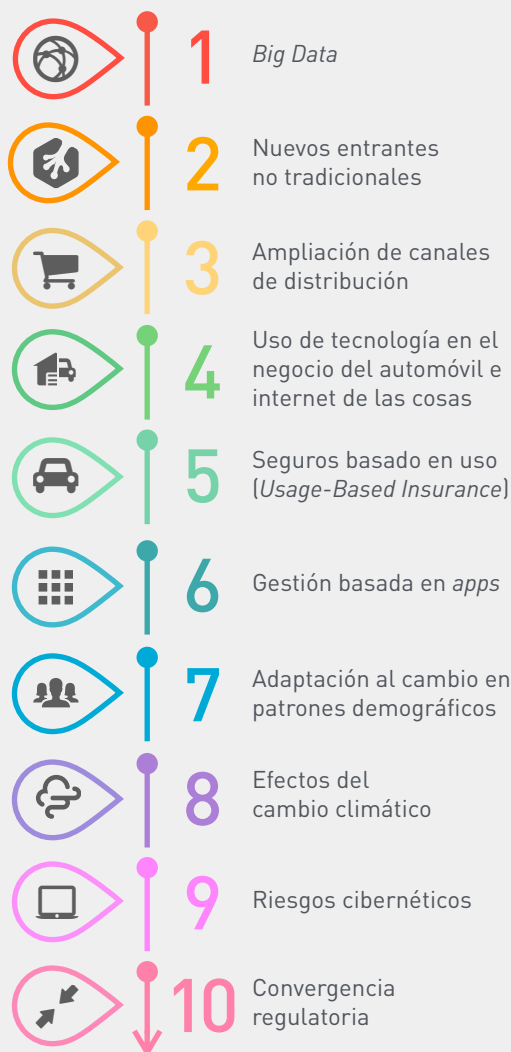 1
Big Data
2
Nuevos entrantes
no tradicionales
3
Ampliación de canales
de distribución
4
Uso de tecnología en el
negocio del automóvil e
internet de las cosas
5
Seguros basado en uso
(Usage-Based Insurance)
6
Gestión basada en apps
7
Adaptación al cambio en
patrones demográficos
8
Efectos del
cambio climático
9
Riesgos cibernéticos
10
Convergencia
regulatoria